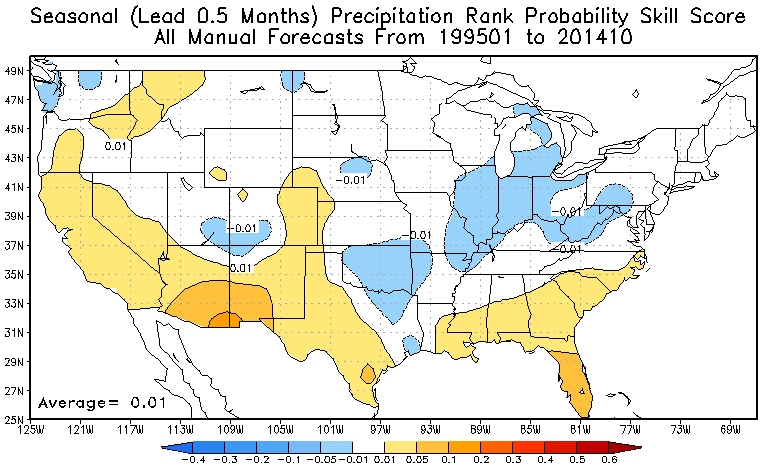 Seasonal (Lead 0.5 Months) Precipitation Rank Probability Skill Score
All Manual Forecasts From 199501 to 201410
49N
47N
45N
43N
41N
39N
37N
35N
33N
31N
29N
27N
25N
0.01
-0.01
-0.01
-0.01
-0.01
-0.01
0.01
Average= 0.01
125W 121W 117W 113W 109W 105W 101W 97W 93W 89W 85W 81W 77W 73W 69W
-0.4 -0.3 -0.2 -0.1 -0.05 -0.01 0.01 0.05 0.1 0.2 0.3 0.4 0.5 0.6